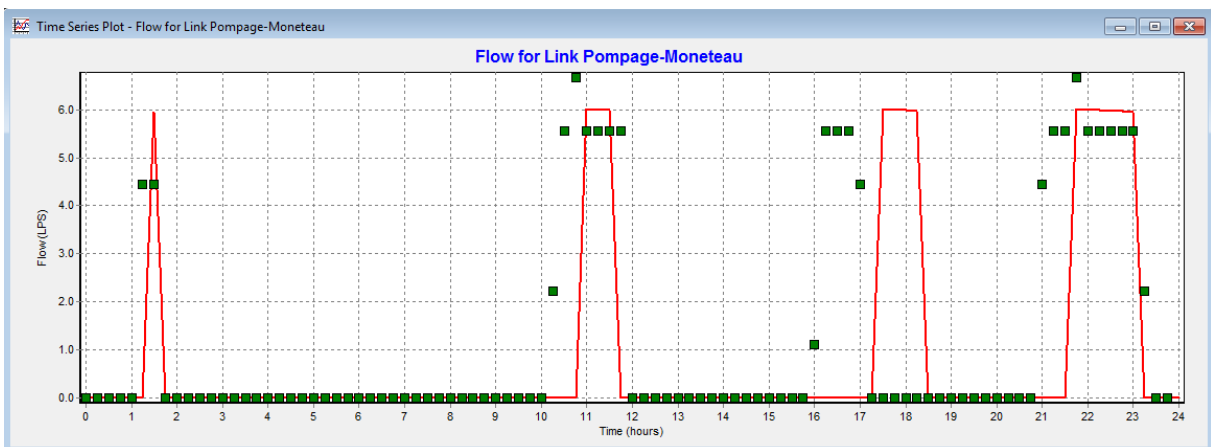 Time Series Plot - Flow for Link Pompage-Moneteau
Flow for Link Pompage-Moneteau
6.0
5.0
4.0
3.0
2.0
1.0
0.0
Flow (LPS)
0 1 2 3 4 5 6 7 8 9 10 11 12 13 14 15 16 17 18 19 20 21 22 23 24
Time (hours)